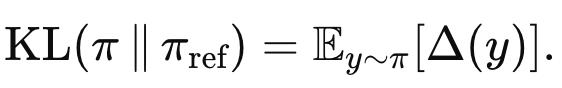 KL(π ∥ π_ref) = 𝔼_{y∼π}[Δ(y)].